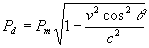 P_d = P_m √(1 − (v² cos² ϑ)/c²)